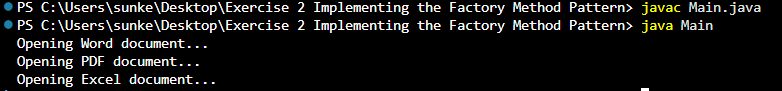 PS C:\Users\sunke\Desktop\Exercise 2 Implementing the Factory Method Pattern> javac Main.java
PS C:\Users\sunke\Desktop\Exercise 2 Implementing the Factory Method Pattern> java Main
Opening Word document...
Opening PDF document...
Opening Excel document...